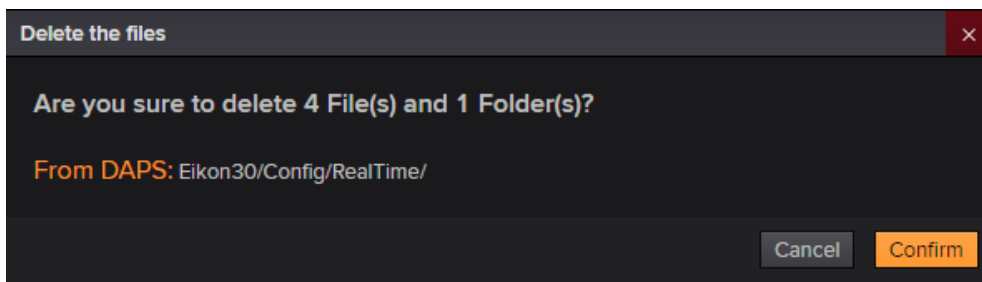 Delete the files
×
Are you sure to delete 4 File(s) and 1 Folder(s)?
From DAPS: Eikon30/Config/RealTime/
Cancel Confirm